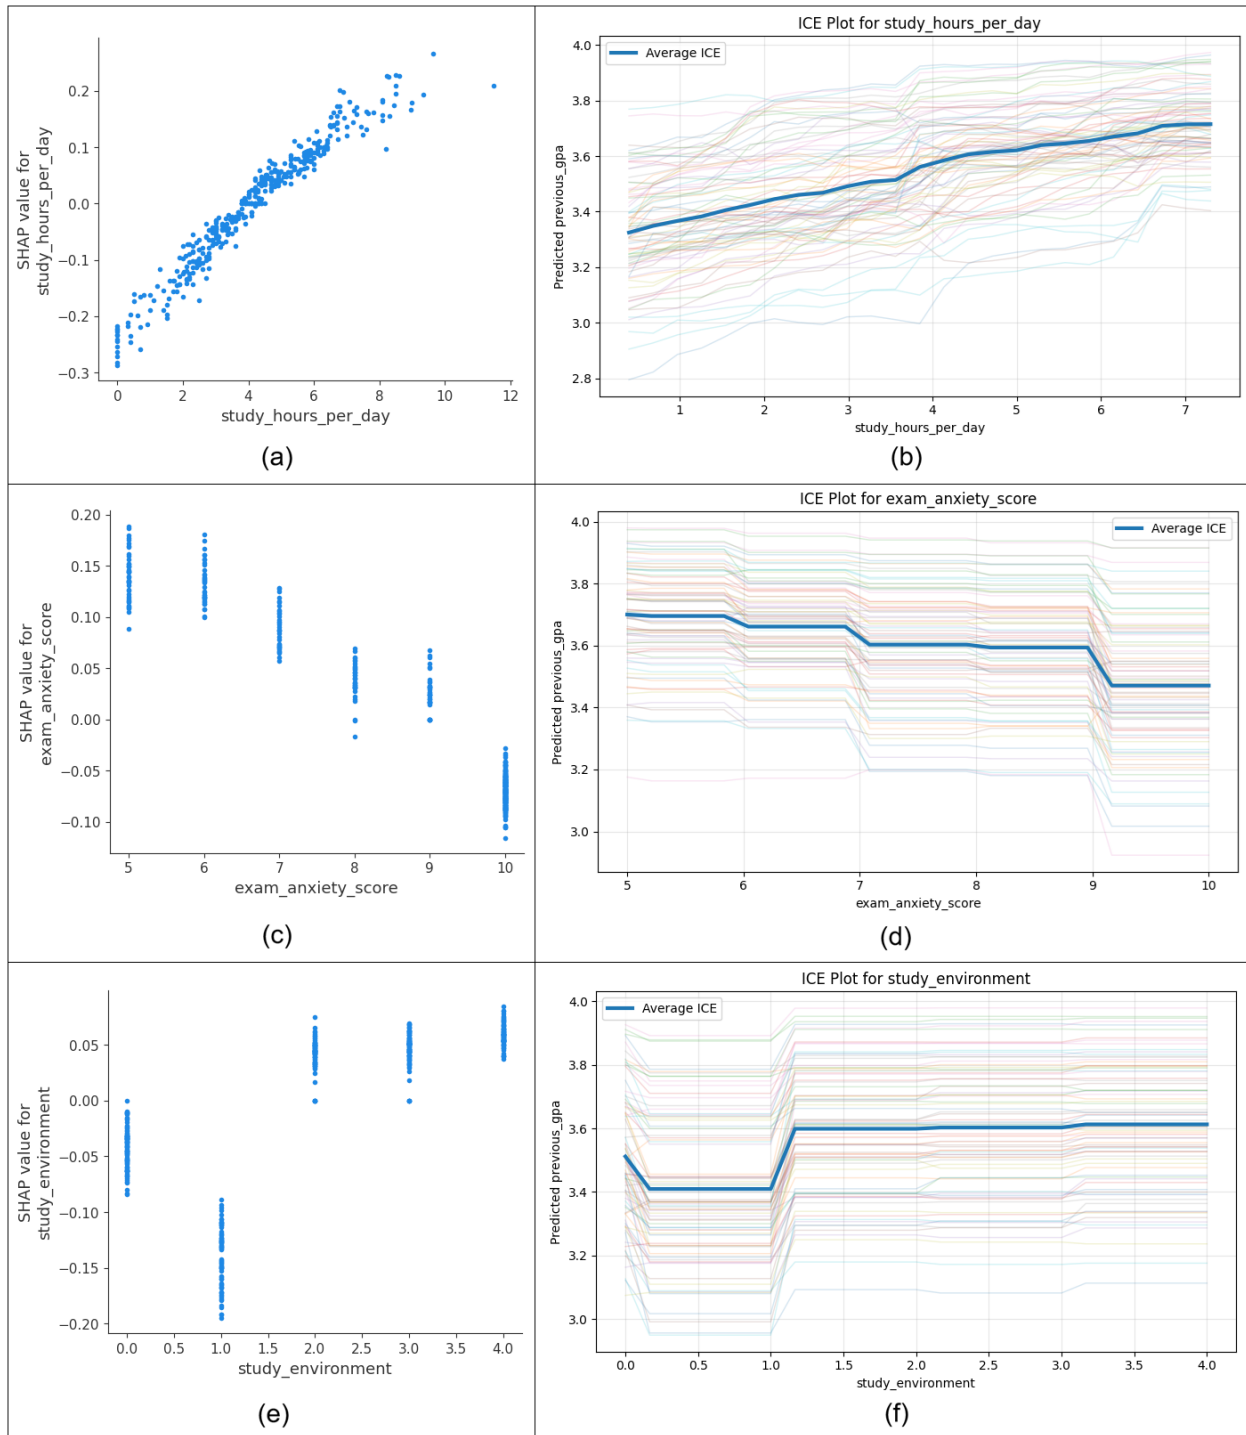 SHAP value for
study_hours_per_day
0.2
0.1
0.0
−0.1
−0.2
−0.3
0 2 4 6 8 10 12
study_hours_per_day
(a)
ICE Plot for study_hours_per_day
Average ICE
Predicted previous_gpa
4.0
3.8
3.6
3.4
3.2
3.0
2.8
1 2 3 4 5 6 7
study_hours_per_day
(b)
SHAP value for
exam_anxiety_score
0.20
0.15
0.10
0.05
0.00
−0.05
−0.10
5 6 7 8 9 10
exam_anxiety_score
(c)
ICE Plot for exam_anxiety_score
Average ICE
Predicted previous_gpa
4.0
3.8
3.6
3.4
3.2
3.0
5 6 7 8 9 10
exam_anxiety_score
(d)
SHAP value for
study_environment
0.05
0.00
−0.05
−0.10
−0.15
−0.20
0.0 0.5 1.0 1.5 2.0 2.5 3.0 3.5 4.0
study_environment
(e)
ICE Plot for study_environment
Average ICE
Predicted previous_gpa
4.0
3.8
3.6
3.4
3.2
3.0
0.0 0.5 1.0 1.5 2.0 2.5 3.0 3.5 4.0
study_environment
(f)